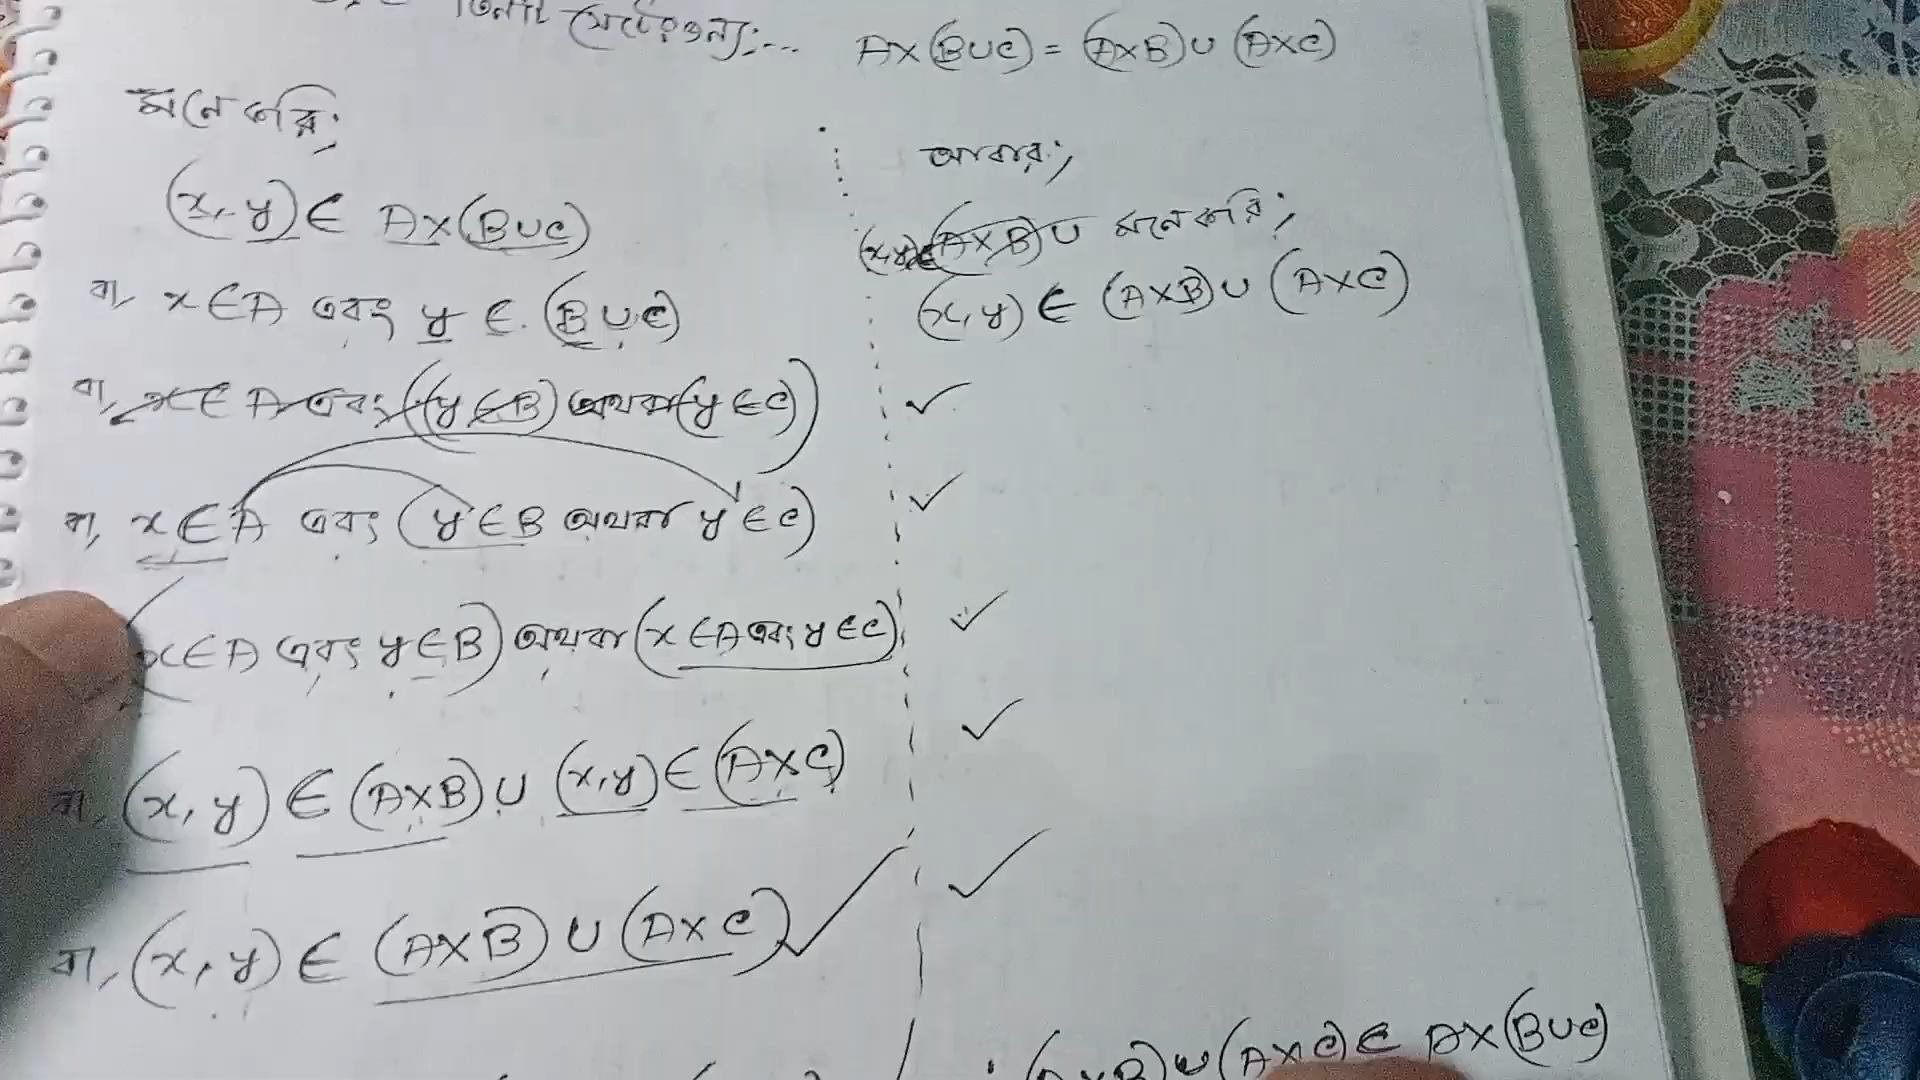 A×(B∪C) = (A×B)∪ (A×C)
মনে করি;
(x, y) ∈ A×(B∪C)
বা, x∈A এবং y ∈. (B∪C)
বা, x∈ A এবং ((y∈B) অথবা (y∈C))
বা, x∈A এবং (y∈B অথবা y∈C)
(x∈A এবং y∈B) অথবা (x∈A এবং y∈C)
বা, (x, y) ∈ (A×B) ∪ (x,y) ∈ (A×C)
বা, (x, y) ∈ (A×B) ∪ (A×C)
আবার;,
(x,y)∈(A×B)∪ মনে করি;
(x, y) ∈ (A×B)∪ (A×C)
(A×B)∪(A×C)∈ A×(B∪C)